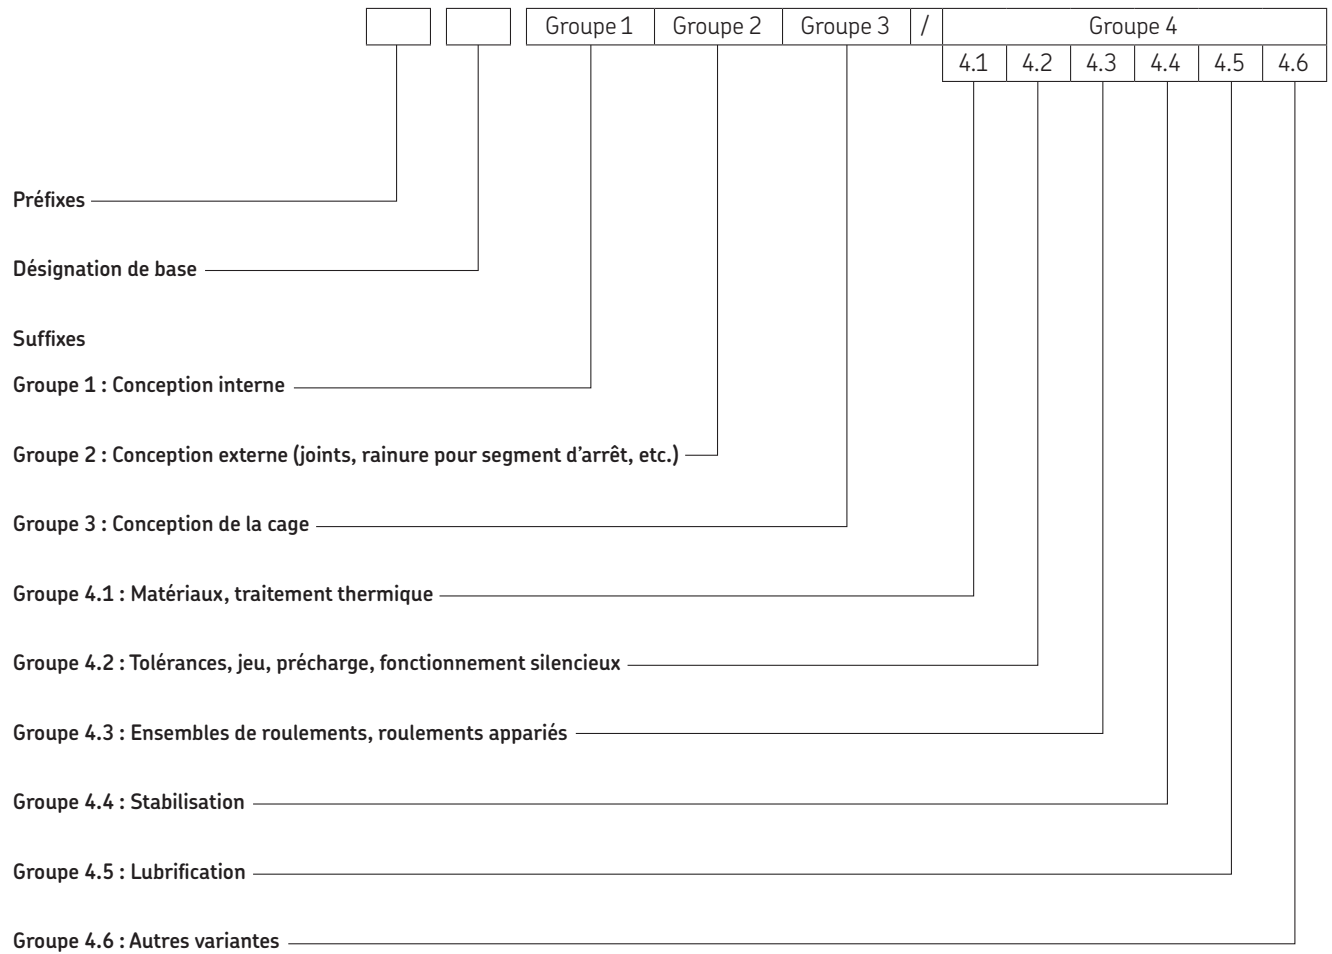 Groupe 1 Groupe 2 Groupe 3 / Groupe 4
4.1 4.2 4.3 4.4 4.5 4.6
Préfixes
Désignation de base
Suffixes
Groupe 1 : Conception interne
Groupe 2 : Conception externe (joints, rainure pour segment d’arrêt, etc.)
Groupe 3 : Conception de la cage
Groupe 4.1 : Matériaux, traitement thermique
Groupe 4.2 : Tolérances, jeu, précharge, fonctionnement silencieux
Groupe 4.3 : Ensembles de roulements, roulements appariés
Groupe 4.4 : Stabilisation
Groupe 4.5 : Lubrification
Groupe 4.6 : Autres variantes